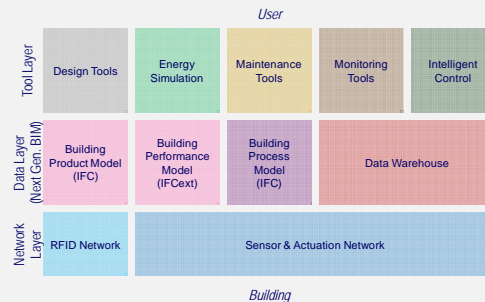 User
Tool Layer
Design Tools
Energy
Simulation
Maintenance
Tools
Monitoring
Tools
Intelligent
Control
Data Layer
(Next Gen. BIM)
Building
Product Model
(IFC)
Building
Performance
Model
(IFCext)
Building
Process Model
(IFC)
Data Warehouse
Network
Layer
RFID Network
Sensor & Actuation Network
Building